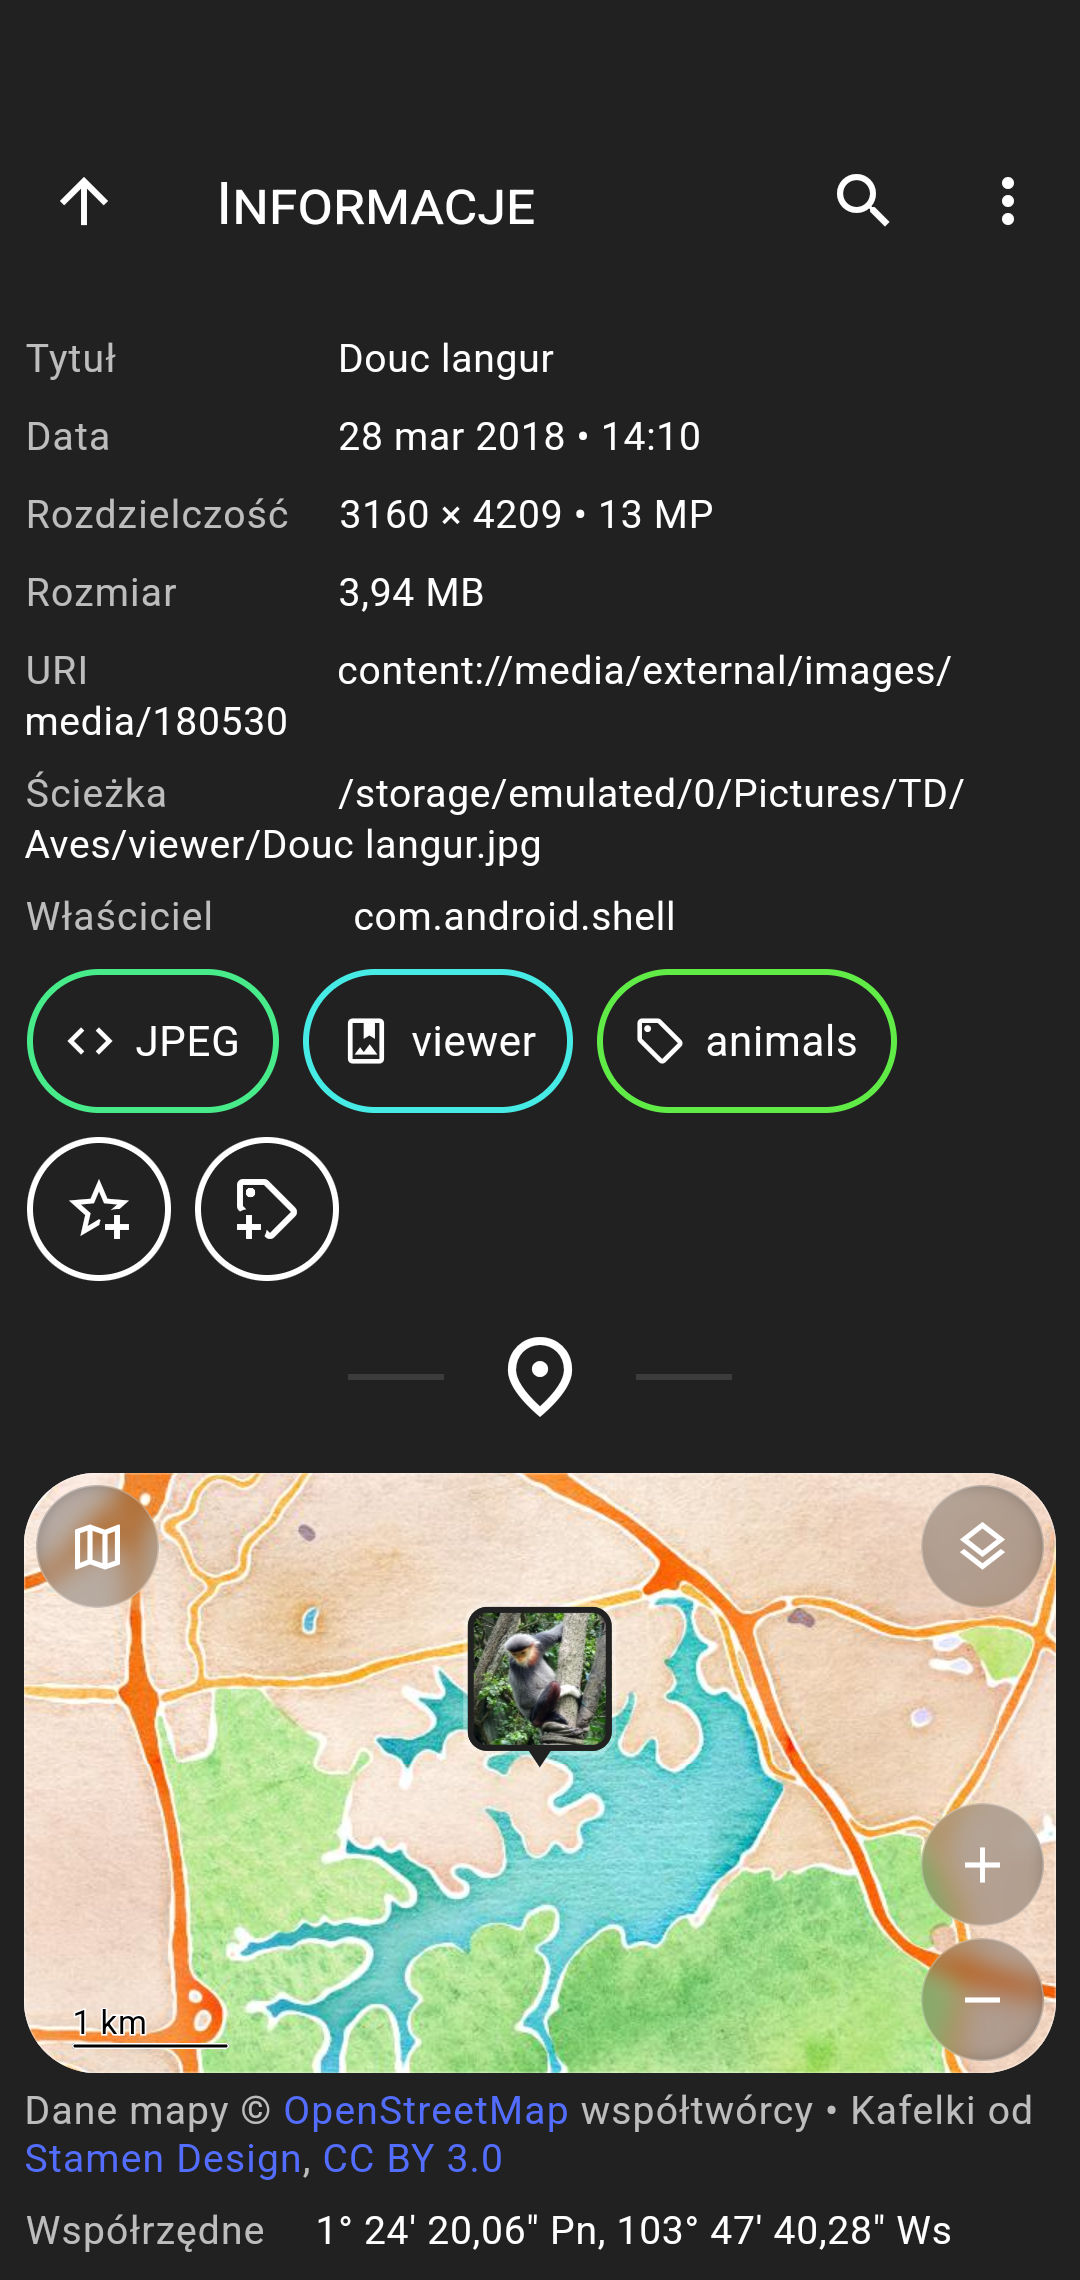 INFORMACJE
Tytuł Douc langur
Data 28 mar 2018 • 14:10
Rozdzielczość 3160 × 4209 • 13 MP
Rozmiar 3,94 MB
URI content://media/external/images/
media/180530
Ścieżka /storage/emulated/0/Pictures/TD/
Aves/viewer/Douc langur.jpg
Właściciel com.android.shell
JPEG viewer animals
1 km
Dane mapy © OpenStreetMap współtwórcy • Kafelki od
Stamen Design, CC BY 3.0
Współrzędne 1° 24' 20,06" Pn, 103° 47' 40,28" Ws